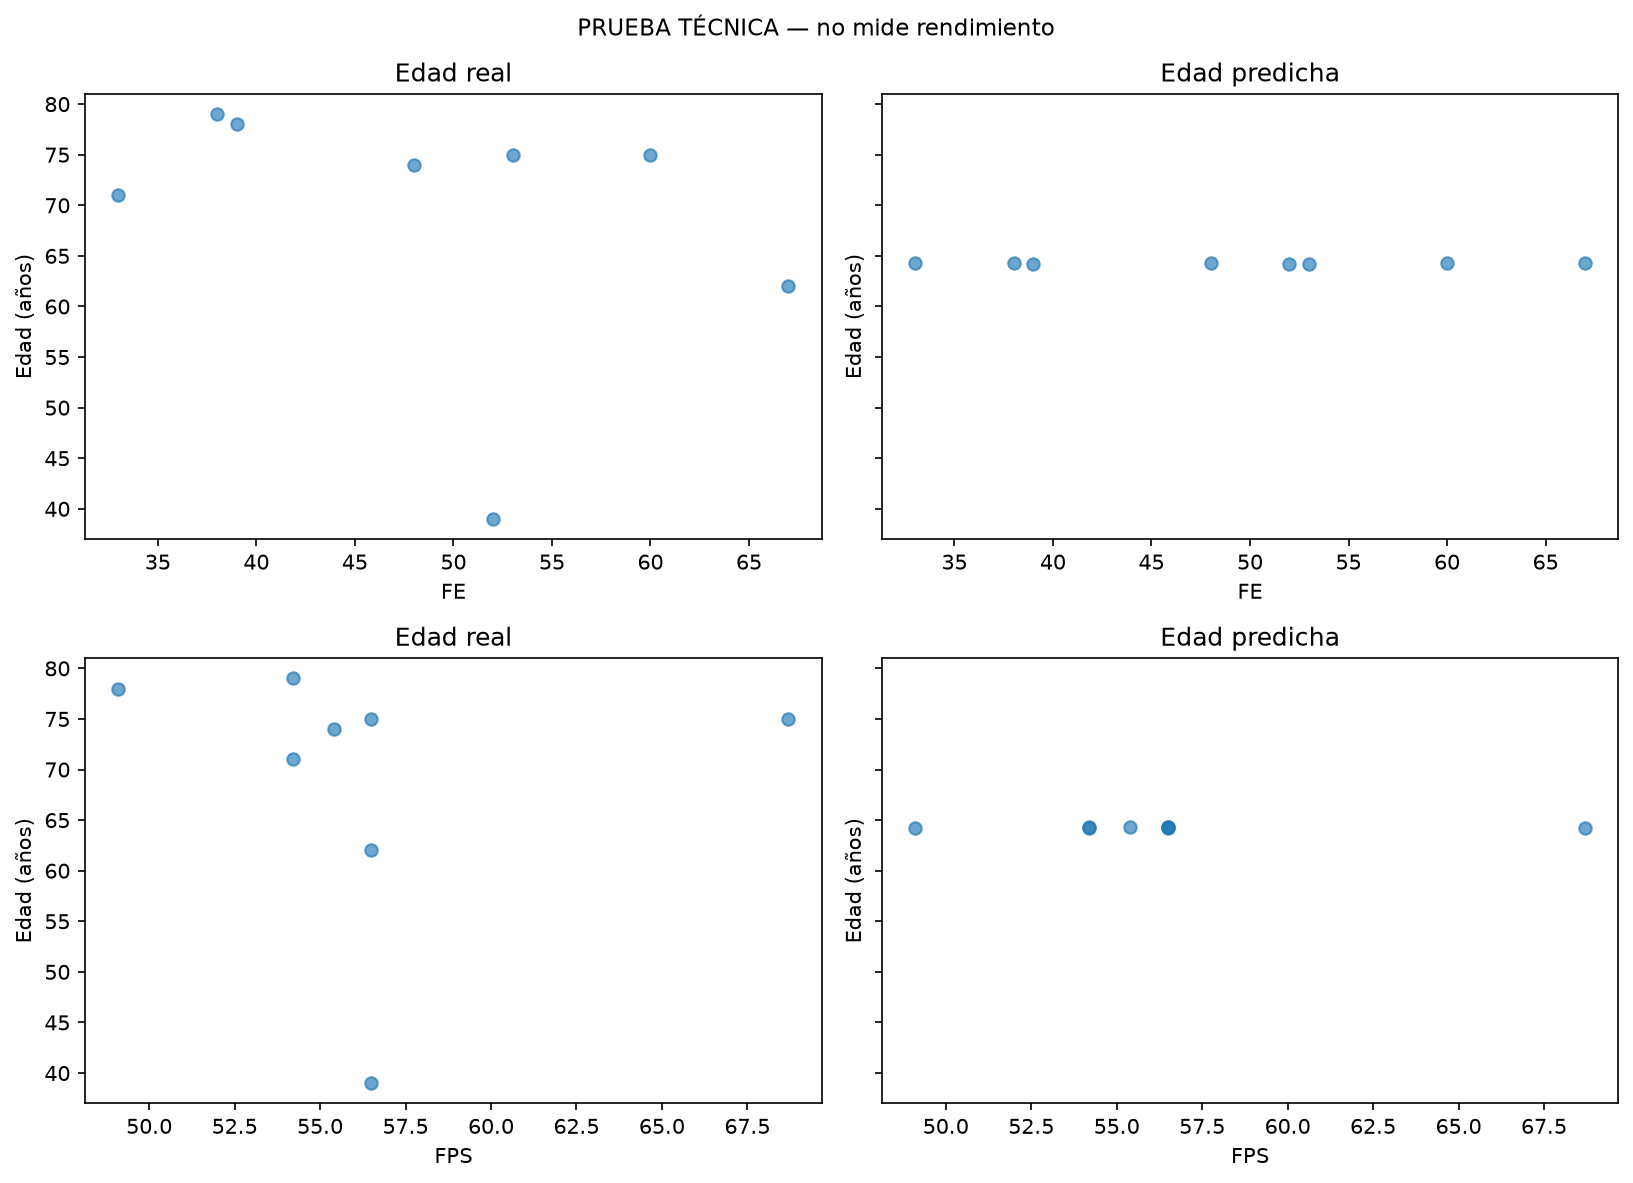 PRUEBA TÉCNICA — no mide rendimiento
Edad real
Edad predicha
80
75
70
65
60
55
50
45
40
Edad (años)
Edad (años)
35 40 45 50 55 60 65
35 40 45 50 55 60 65
FE
FE
Edad real
Edad predicha
80
75
70
65
60
55
50
45
40
Edad (años)
Edad (años)
50.0 52.5 55.0 57.5 60.0 62.5 65.0 67.5
50.0 52.5 55.0 57.5 60.0 62.5 65.0 67.5
FPS
FPS